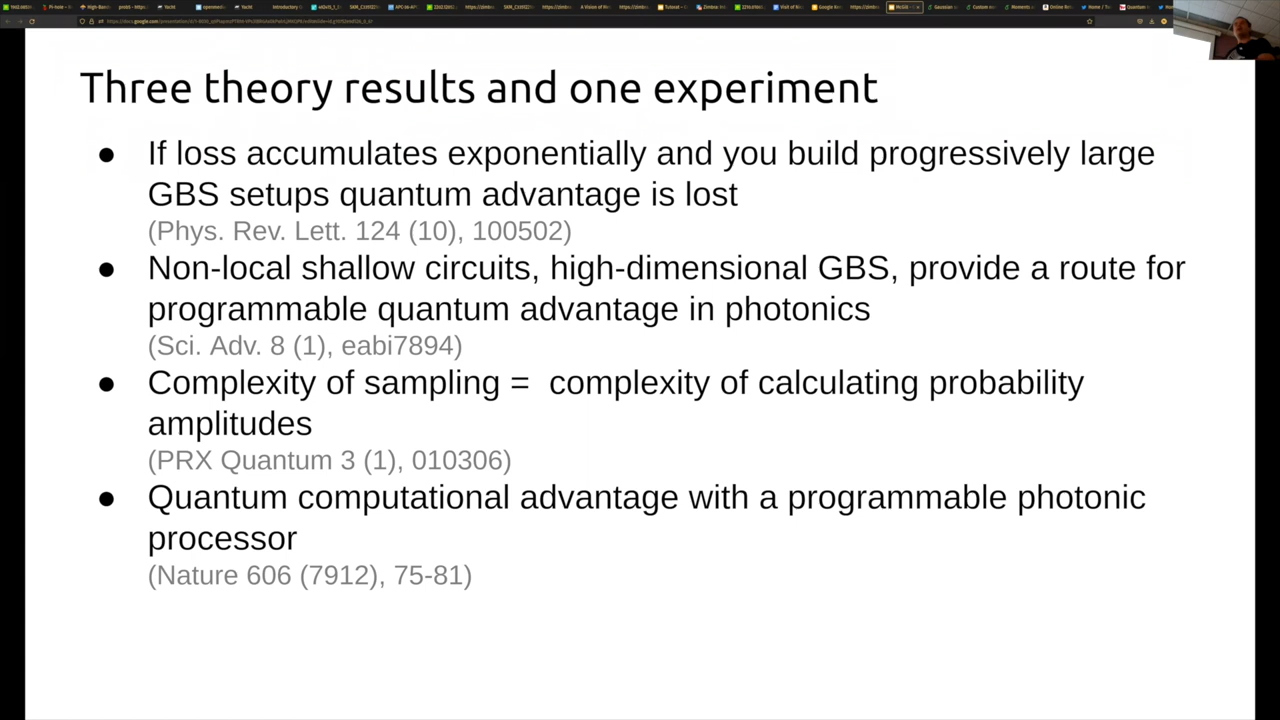 Three theory results and one experiment
● If loss accumulates exponentially and you build progressively large
GBS setups quantum advantage is lost
(Phys. Rev. Lett. 124 (10), 100502)
● Non-local shallow circuits, high-dimensional GBS, provide a route for
programmable quantum advantage in photonics
(Sci. Adv. 8 (1), eabi7894)
● Complexity of sampling = complexity of calculating probability
amplitudes
(PRX Quantum 3 (1), 010306)
● Quantum computational advantage with a programmable photonic
processor
(Nature 606 (7912), 75-81)